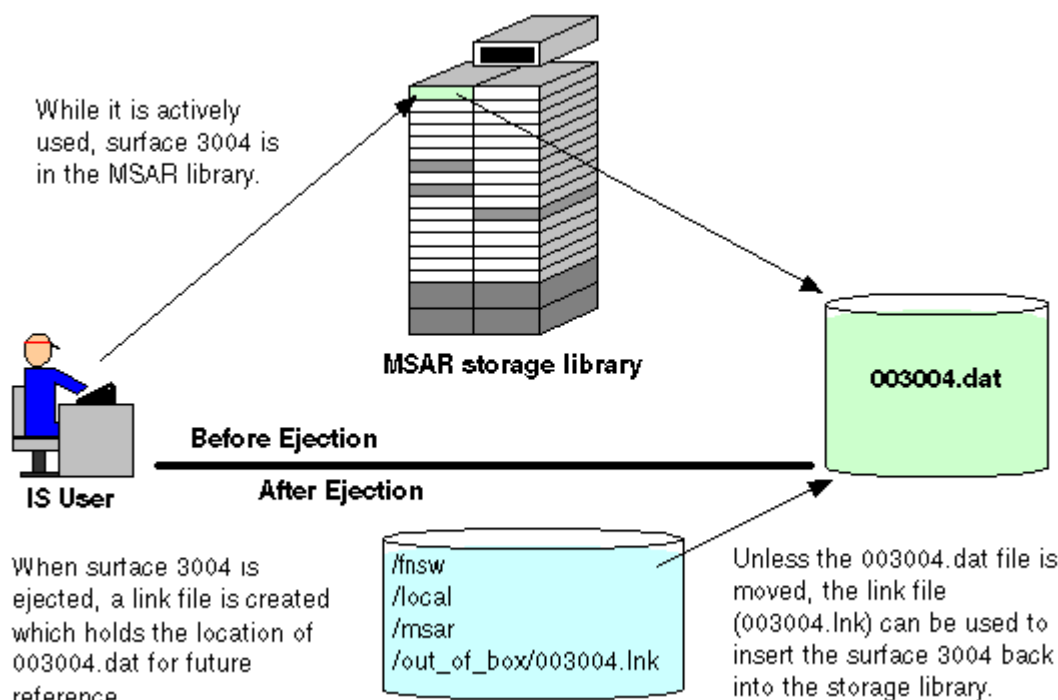 While it is actively
used, surface 3004 is
in the MSAR library.
MSAR storage library
003004.dat
Before Ejection
IS User
After Ejection
When surface 3004 is
ejected, a link file is created
which holds the location of
003004.dat for future
reference
/fnsw
/local
/msar
/out_of_box/003004.lnk
Unless the 003004.dat file is
moved, the link file
(003004.lnk) can be used to
insert the surface 3004 back
into the storage library.